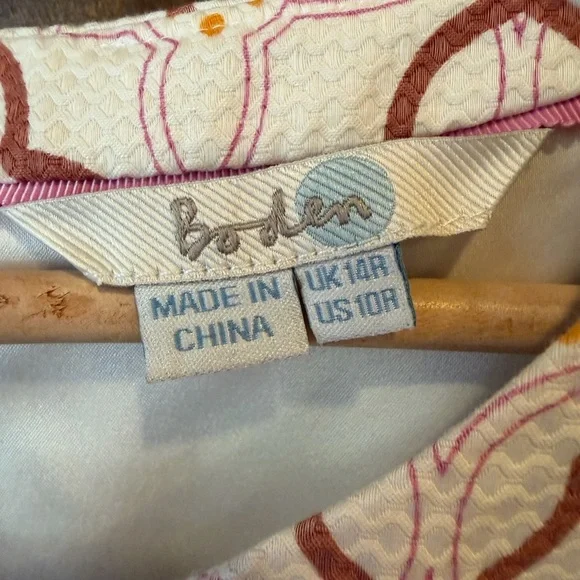 Boden
MADE IN
CHINA
UK 14R
US 10R